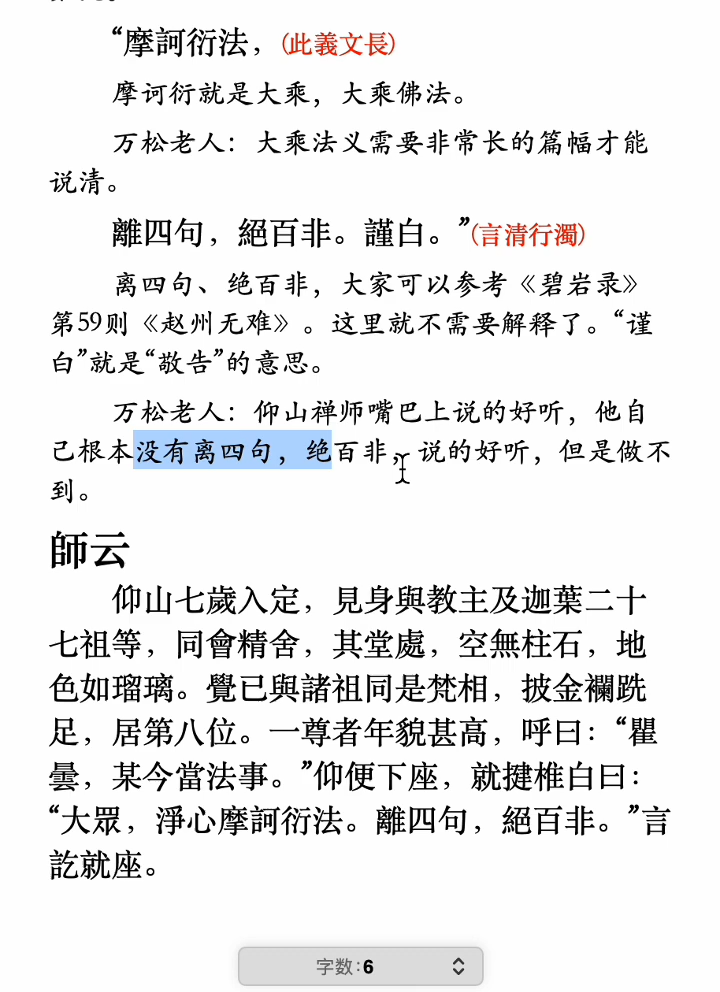 “摩訶衍法，(此義文長)
摩诃衍就是大乘，大乘佛法。
万松老人：大乘法义需要非常长的篇幅才能
说清。
離四句，絕百非。謹白。”(言清行濁)
离四句、绝百非，大家可以参考《碧岩录》
第59则《赵州无难》。这里就不需要解释了。“谨
白”就是“敬告”的意思。
万松老人：仰山禅师嘴巴上说的好听，他自
己根本没有离四句，绝百非，说的好听，但是做不
到。
師云
仰山七歲入定，見身與教主及迦葉二十
七祖等，同會精舍，其堂處，空無柱石，地
色如瑠璃。覺已與諸祖同是梵相，披金襴跣
足，居第八位。一尊者年貌甚高，呼曰：“瞿
曇，某今當法事。”仰便下座，就揵椎白曰：
“大眾，淨心摩訶衍法。離四句，絕百非。”言
訖就座。
字数:6